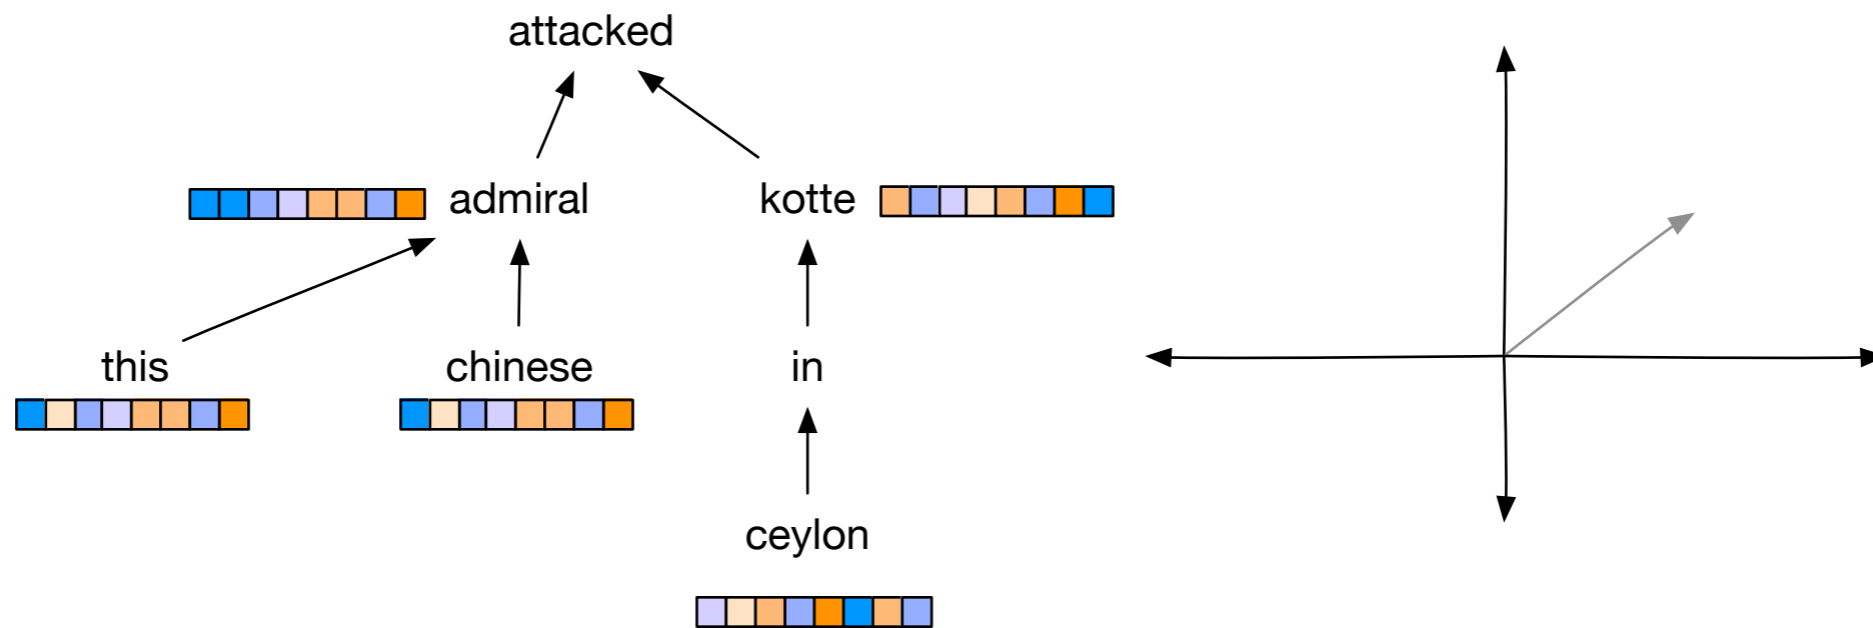 attacked
admiral kotte
this chinese in
ceylon